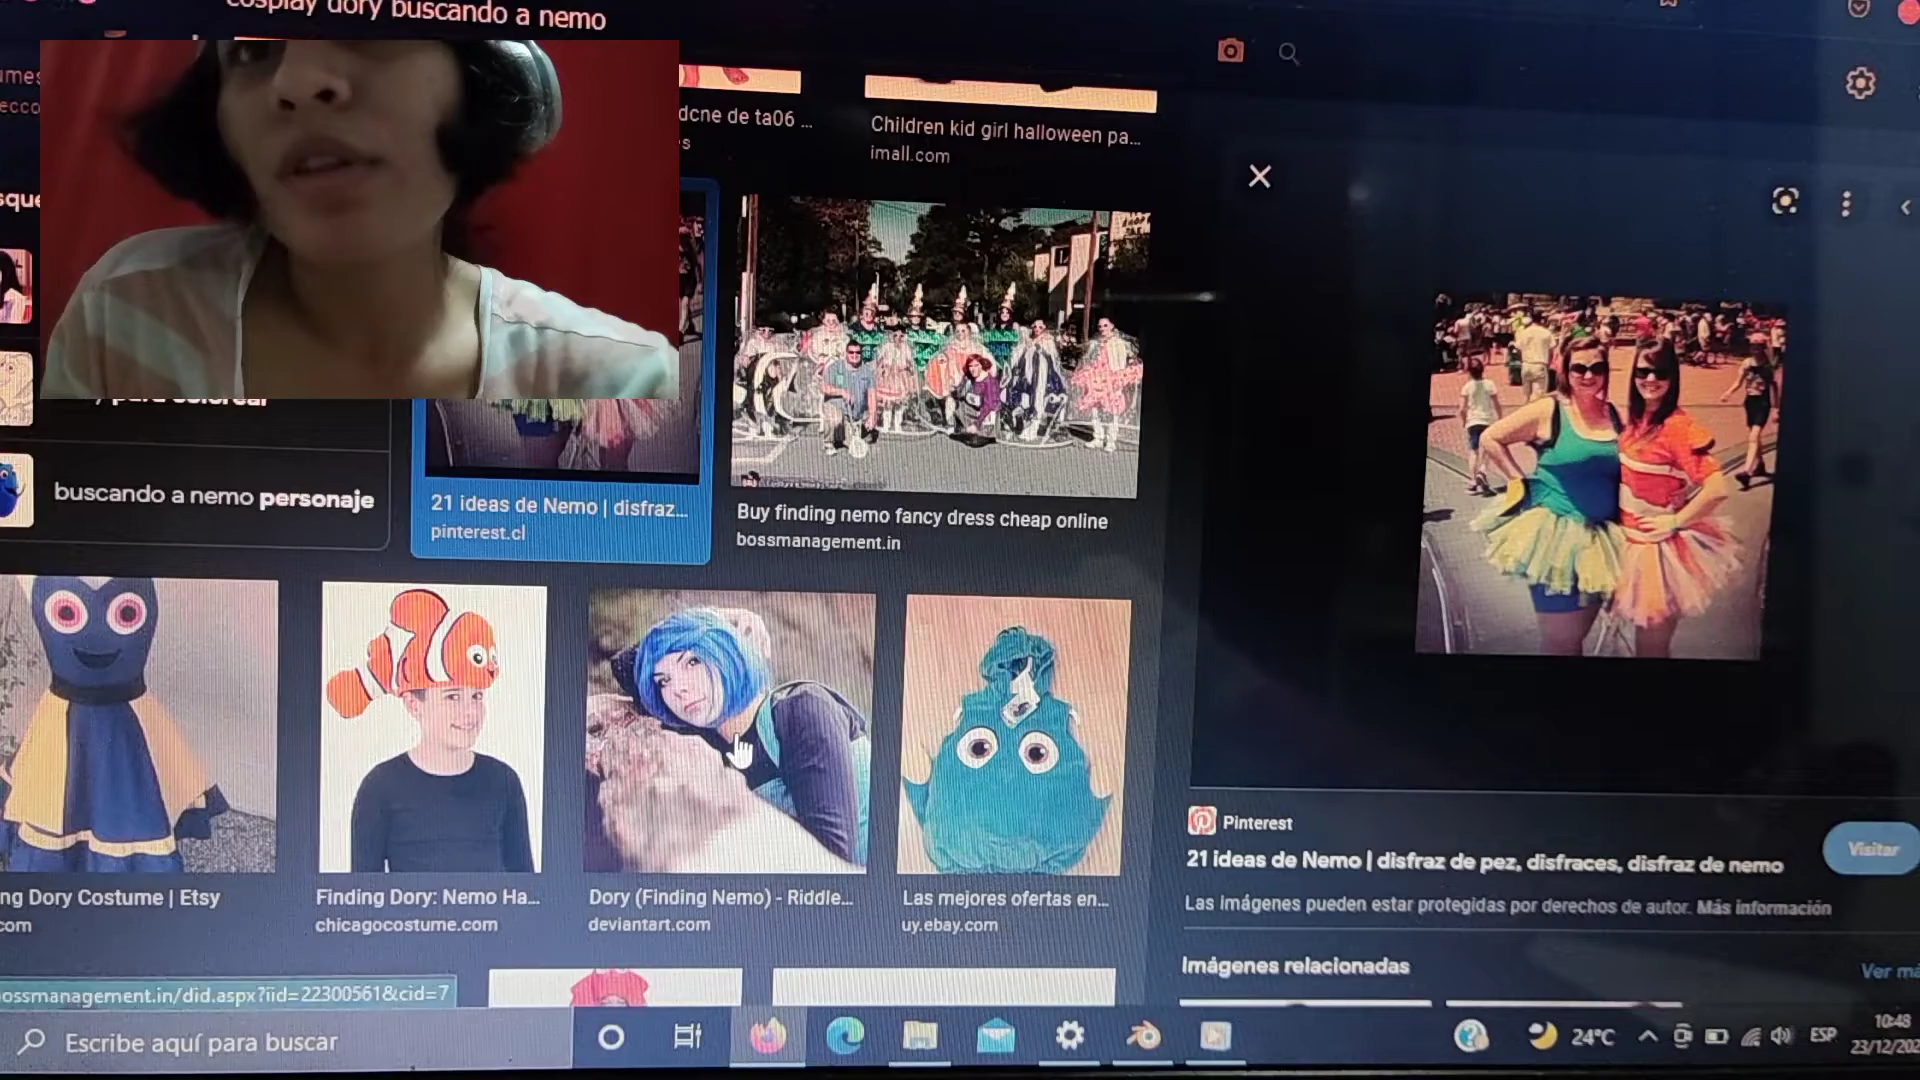 cosplay dory buscando a nemo
dcne de ta06 ...
Children kid girl halloween pa...
imall.com
para colorear
buscando a nemo personaje
21 ideas de Nemo | disfraz...
pinterest.cl
Buy finding nemo fancy dress cheap online
bossmanagement.in
ng Dory Costume | Etsy
com
Finding Dory: Nemo Ha...
chicagocostume.com
Dory (Finding Nemo) - Riddle...
deviantart.com
Las mejores ofertas en...
uy.ebay.com
Pinterest
21 ideas de Nemo | disfraz de pez, disfraces, disfraz de nemo
Visitar
Las imágenes pueden estar protegidas por derechos de autor. Más información
Imágenes relacionadas
Ver má
ossmanagement.in/did.aspx?iid=22300561&cid=7
Escribe aquí para buscar
24°C
ESP
10:48
23/12/202